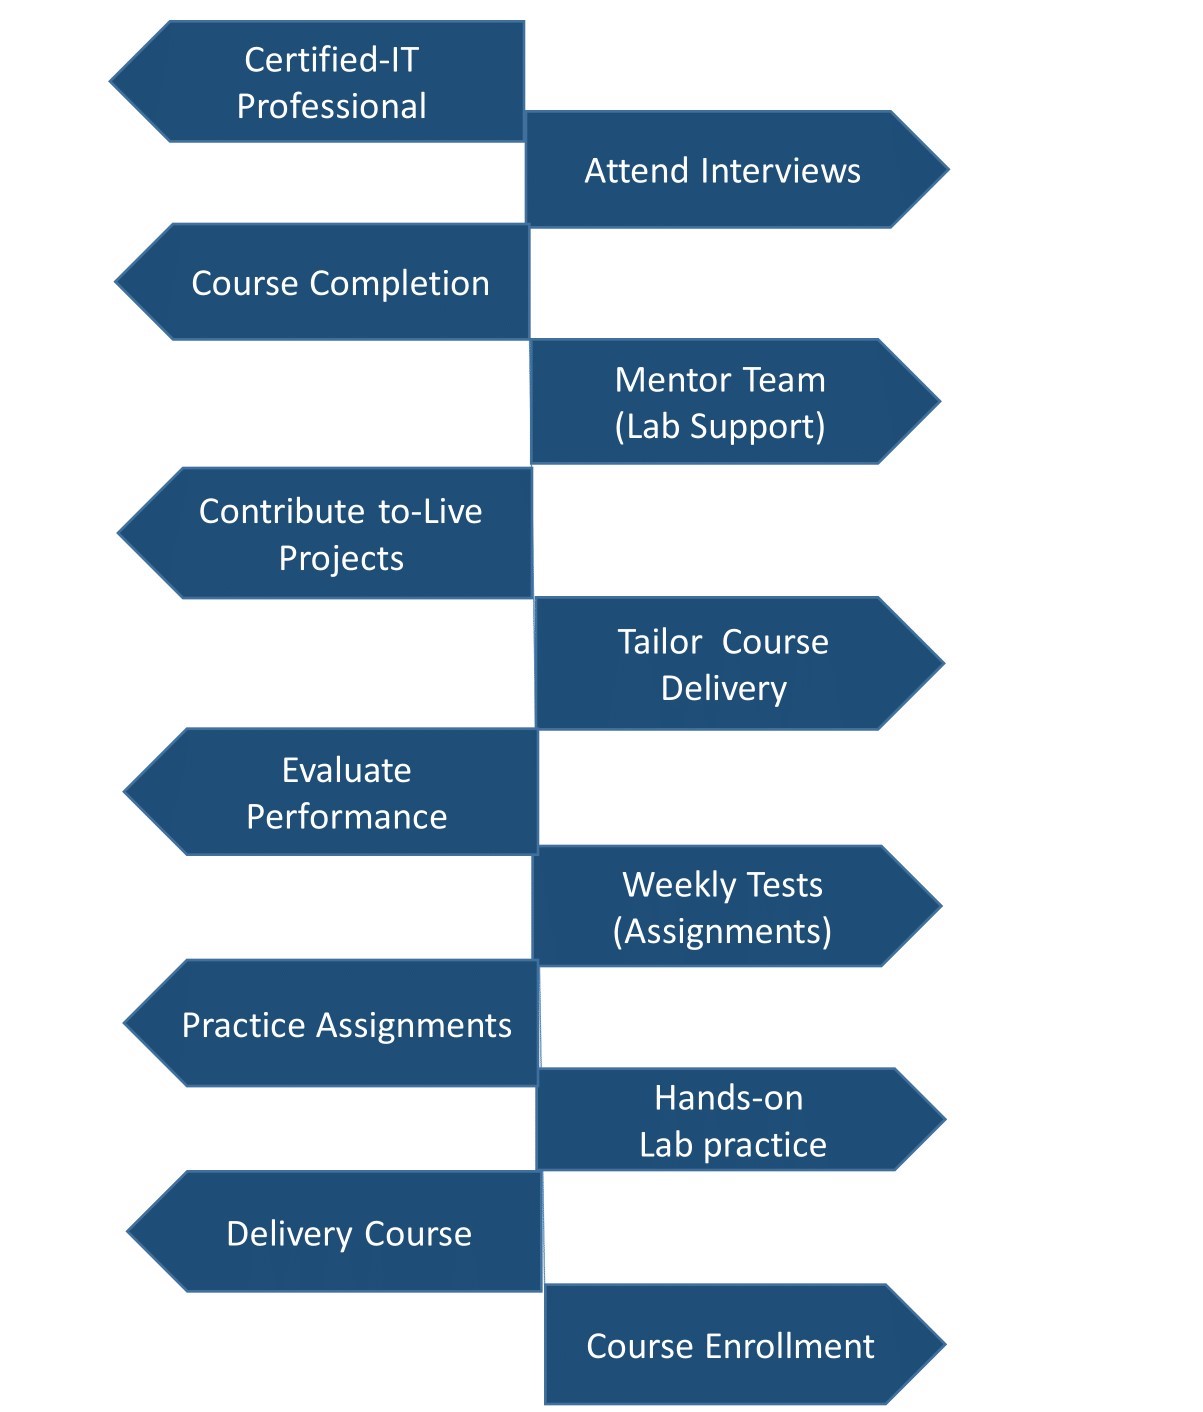 Certified-IT
Professional
Attend Interviews
Course Completion
Mentor Team
(Lab Support)
Contribute to-Live
Projects
Tailor  Course
Delivery
Evaluate
Performance
Weekly Tests
(Assignments)
Practice Assignments
Hands-on
Lab practice
Delivery Course
Course Enrollment